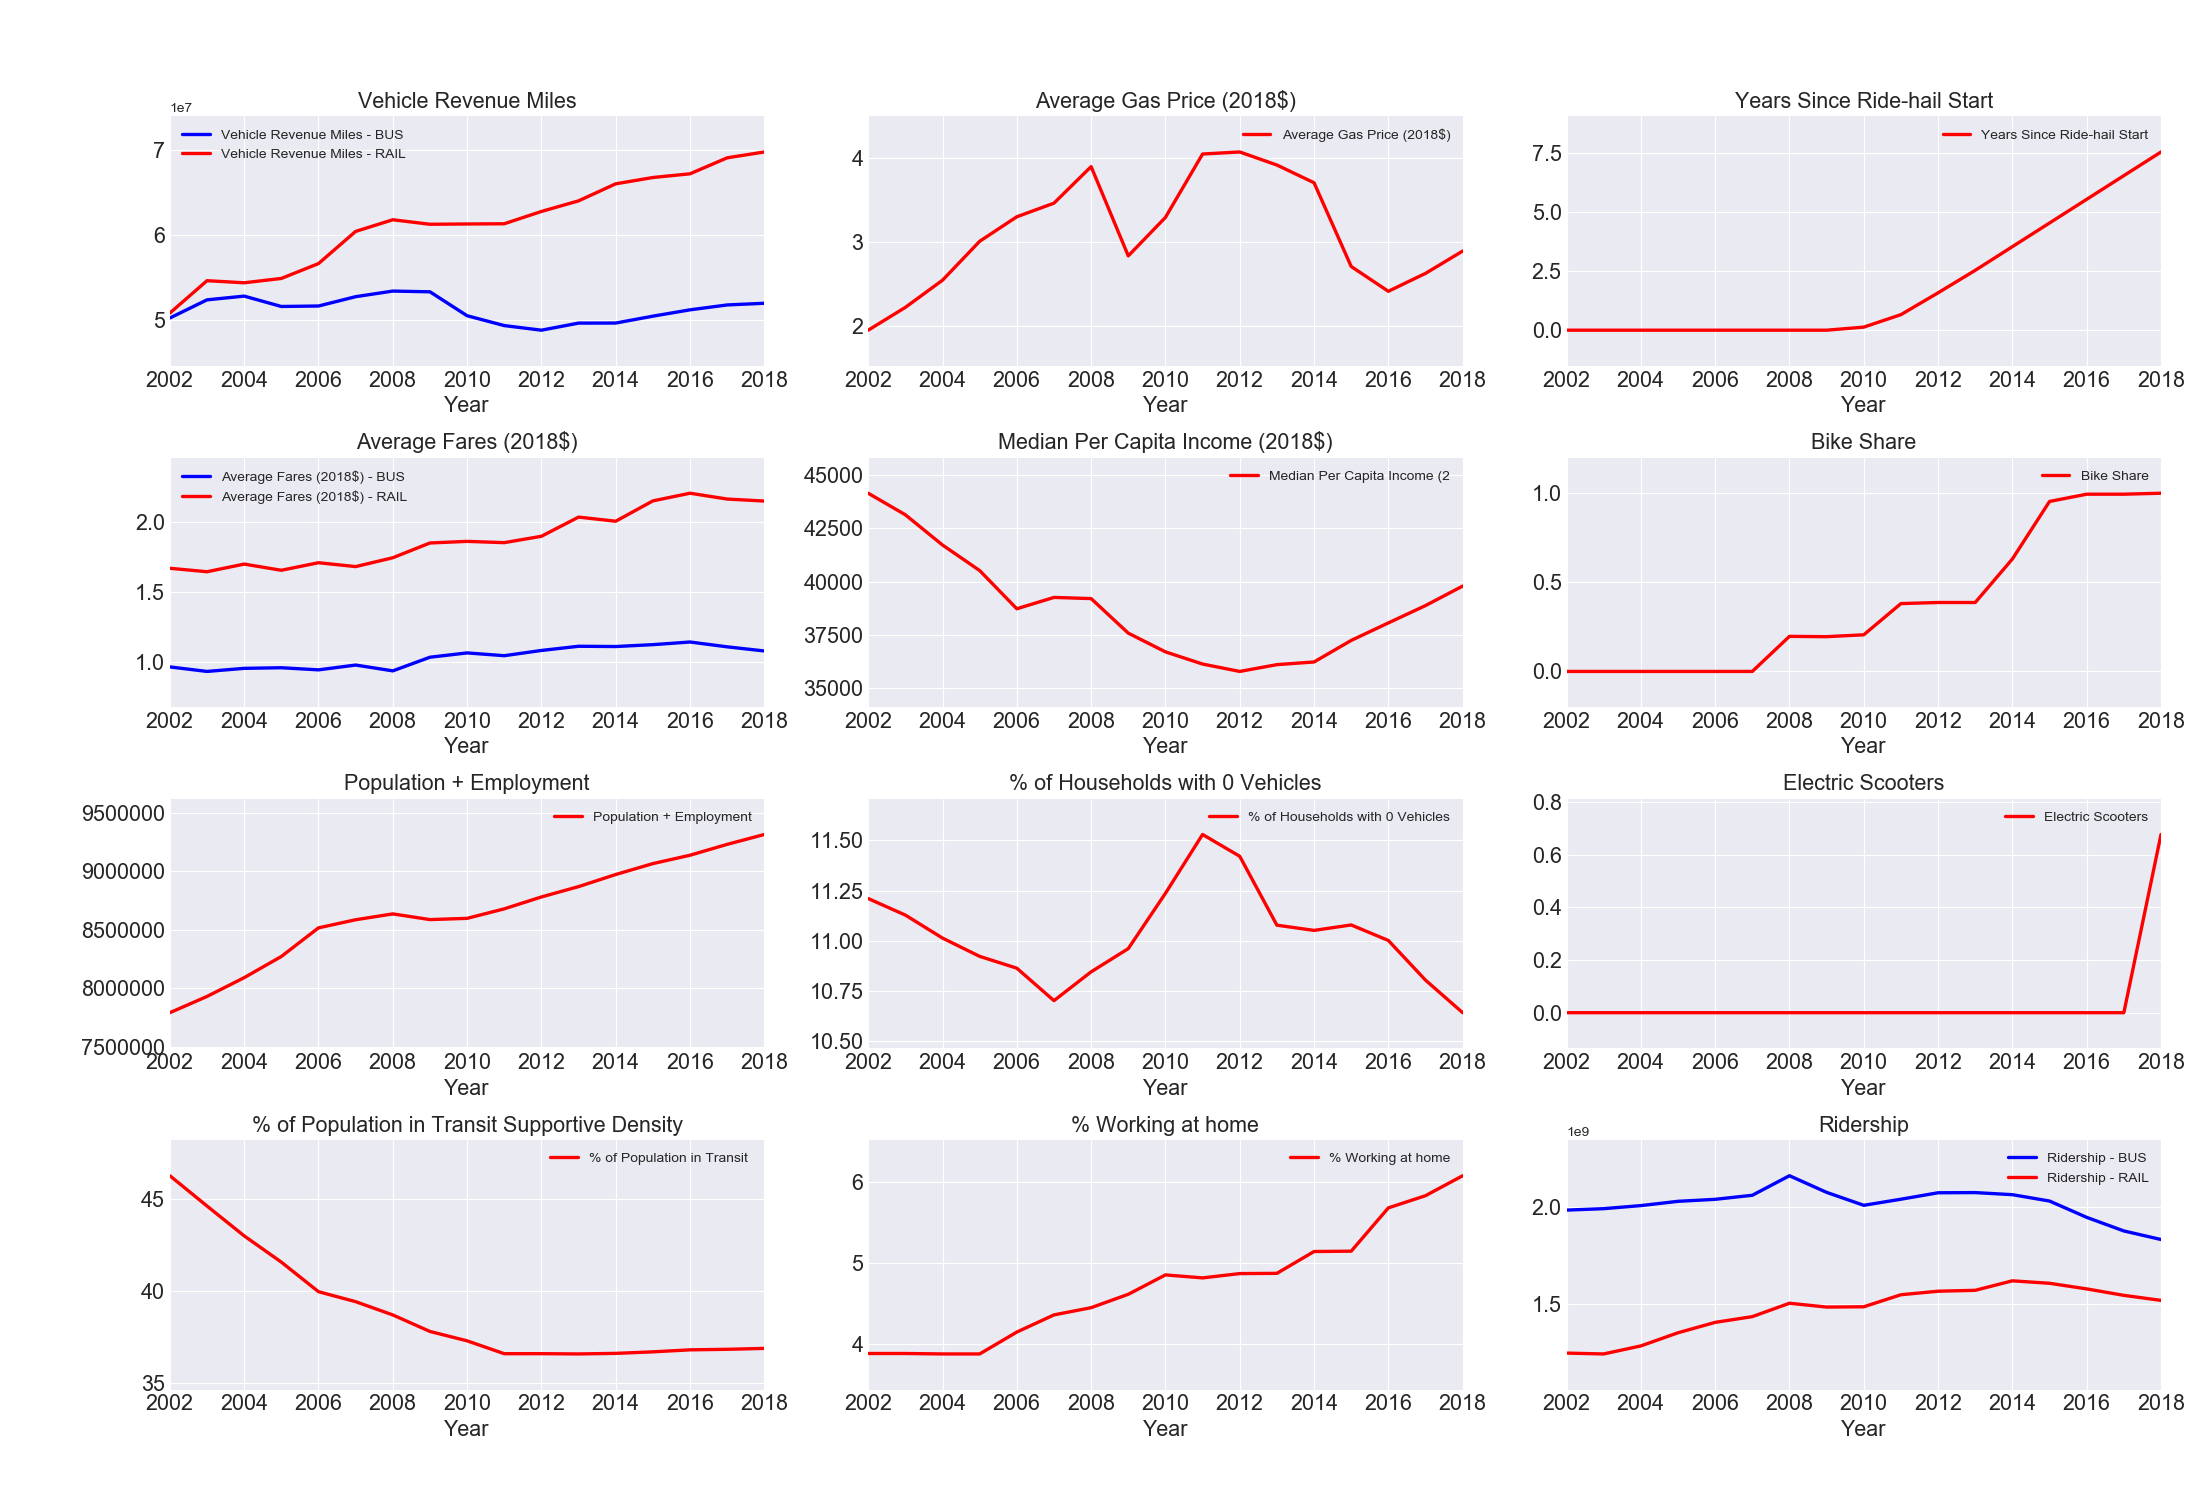 Vehicle Revenue Miles
1e7
Vehicle Revenue Miles - BUS
Vehicle Revenue Miles - RAIL
7
6
5
2002 2004 2006 2008 2010 2012 2014 2016 2018
Year
Average Gas Price (2018$)
Average Gas Price (2018$)
4
3
2
2002 2004 2006 2008 2010 2012 2014 2016 2018
Year
Years Since Ride-hail Start
Years Since Ride-hail Start
7.5
5.0
2.5
0.0
2002 2004 2006 2008 2010 2012 2014 2016 2018
Year
Average Fares (2018$)
Average Fares (2018$) - BUS
Average Fares (2018$) - RAIL
2.0
1.5
1.0
2002 2004 2006 2008 2010 2012 2014 2016 2018
Year
Median Per Capita Income (2018$)
Median Per Capita Income (2
45000
42500
40000
37500
35000
2002 2004 2006 2008 2010 2012 2014 2016 2018
Year
Bike Share
Bike Share
1.0
0.5
0.0
2002 2004 2006 2008 2010 2012 2014 2016 2018
Year
Population + Employment
Population + Employment
9500000
9000000
8500000
8000000
7500000
2002 2004 2006 2008 2010 2012 2014 2016 2018
Year
% of Households with 0 Vehicles
% of Households with 0 Vehicles
11.50
11.25
11.00
10.75
10.50
2002 2004 2006 2008 2010 2012 2014 2016 2018
Year
Electric Scooters
Electric Scooters
0.8
0.6
0.4
0.2
0.0
2002 2004 2006 2008 2010 2012 2014 2016 2018
Year
% of Population in Transit Supportive Density
% of Population in Transit
45
40
35
2002 2004 2006 2008 2010 2012 2014 2016 2018
Year
% Working at home
% Working at home
6
5
4
2002 2004 2006 2008 2010 2012 2014 2016 2018
Year
Ridership
1e9
Ridership - BUS
Ridership - RAIL
2.0
1.5
2002 2004 2006 2008 2010 2012 2014 2016 2018
Year